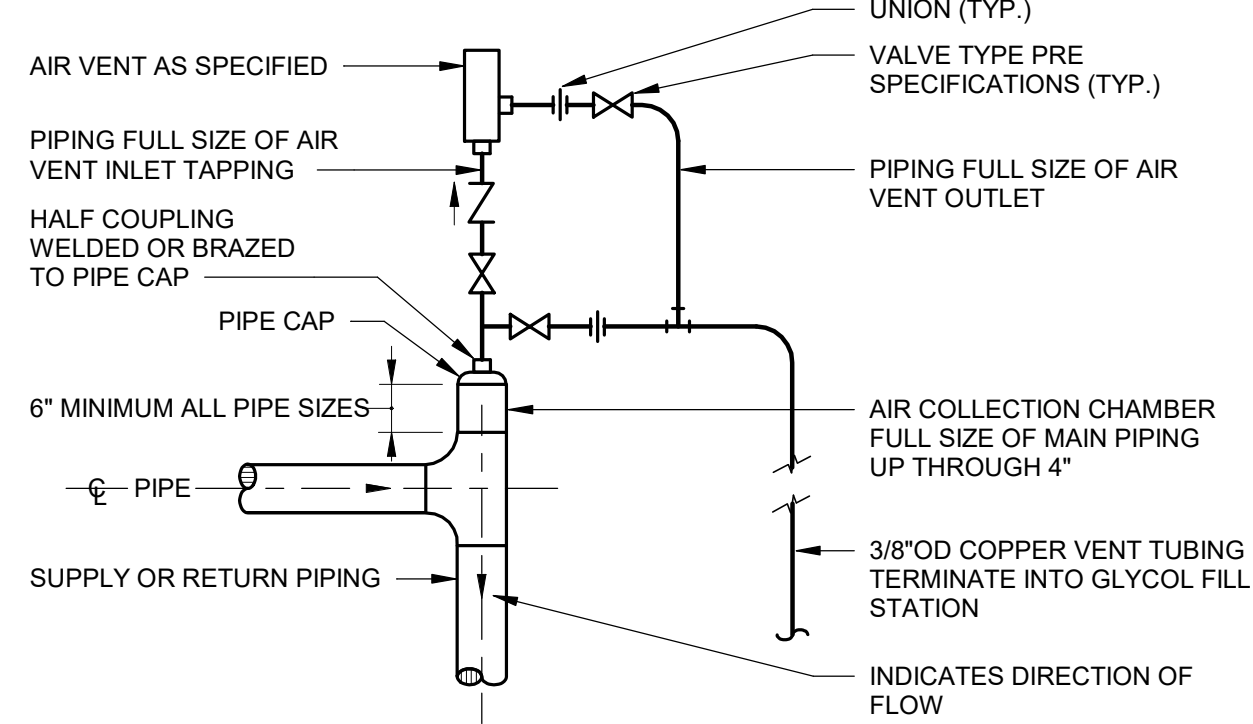 UNION (TYP.)
AIR VENT AS SPECIFIED
VALVE TYPE PRE
SPECIFICATIONS (TYP.)
PIPING FULL SIZE OF AIR
VENT INLET TAPPING
PIPING FULL SIZE OF AIR
VENT OUTLET
HALF COUPLING
WELDED OR BRAZED
TO PIPE CAP
PIPE CAP
6" MINIMUM ALL PIPE SIZES
AIR COLLECTION CHAMBER
FULL SIZE OF MAIN PIPING
UP THROUGH 4"
℄ PIPE
SUPPLY OR RETURN PIPING
3/8"OD COPPER VENT TUBING
TERMINATE INTO GLYCOL FILL
STATION
INDICATES DIRECTION OF
FLOW